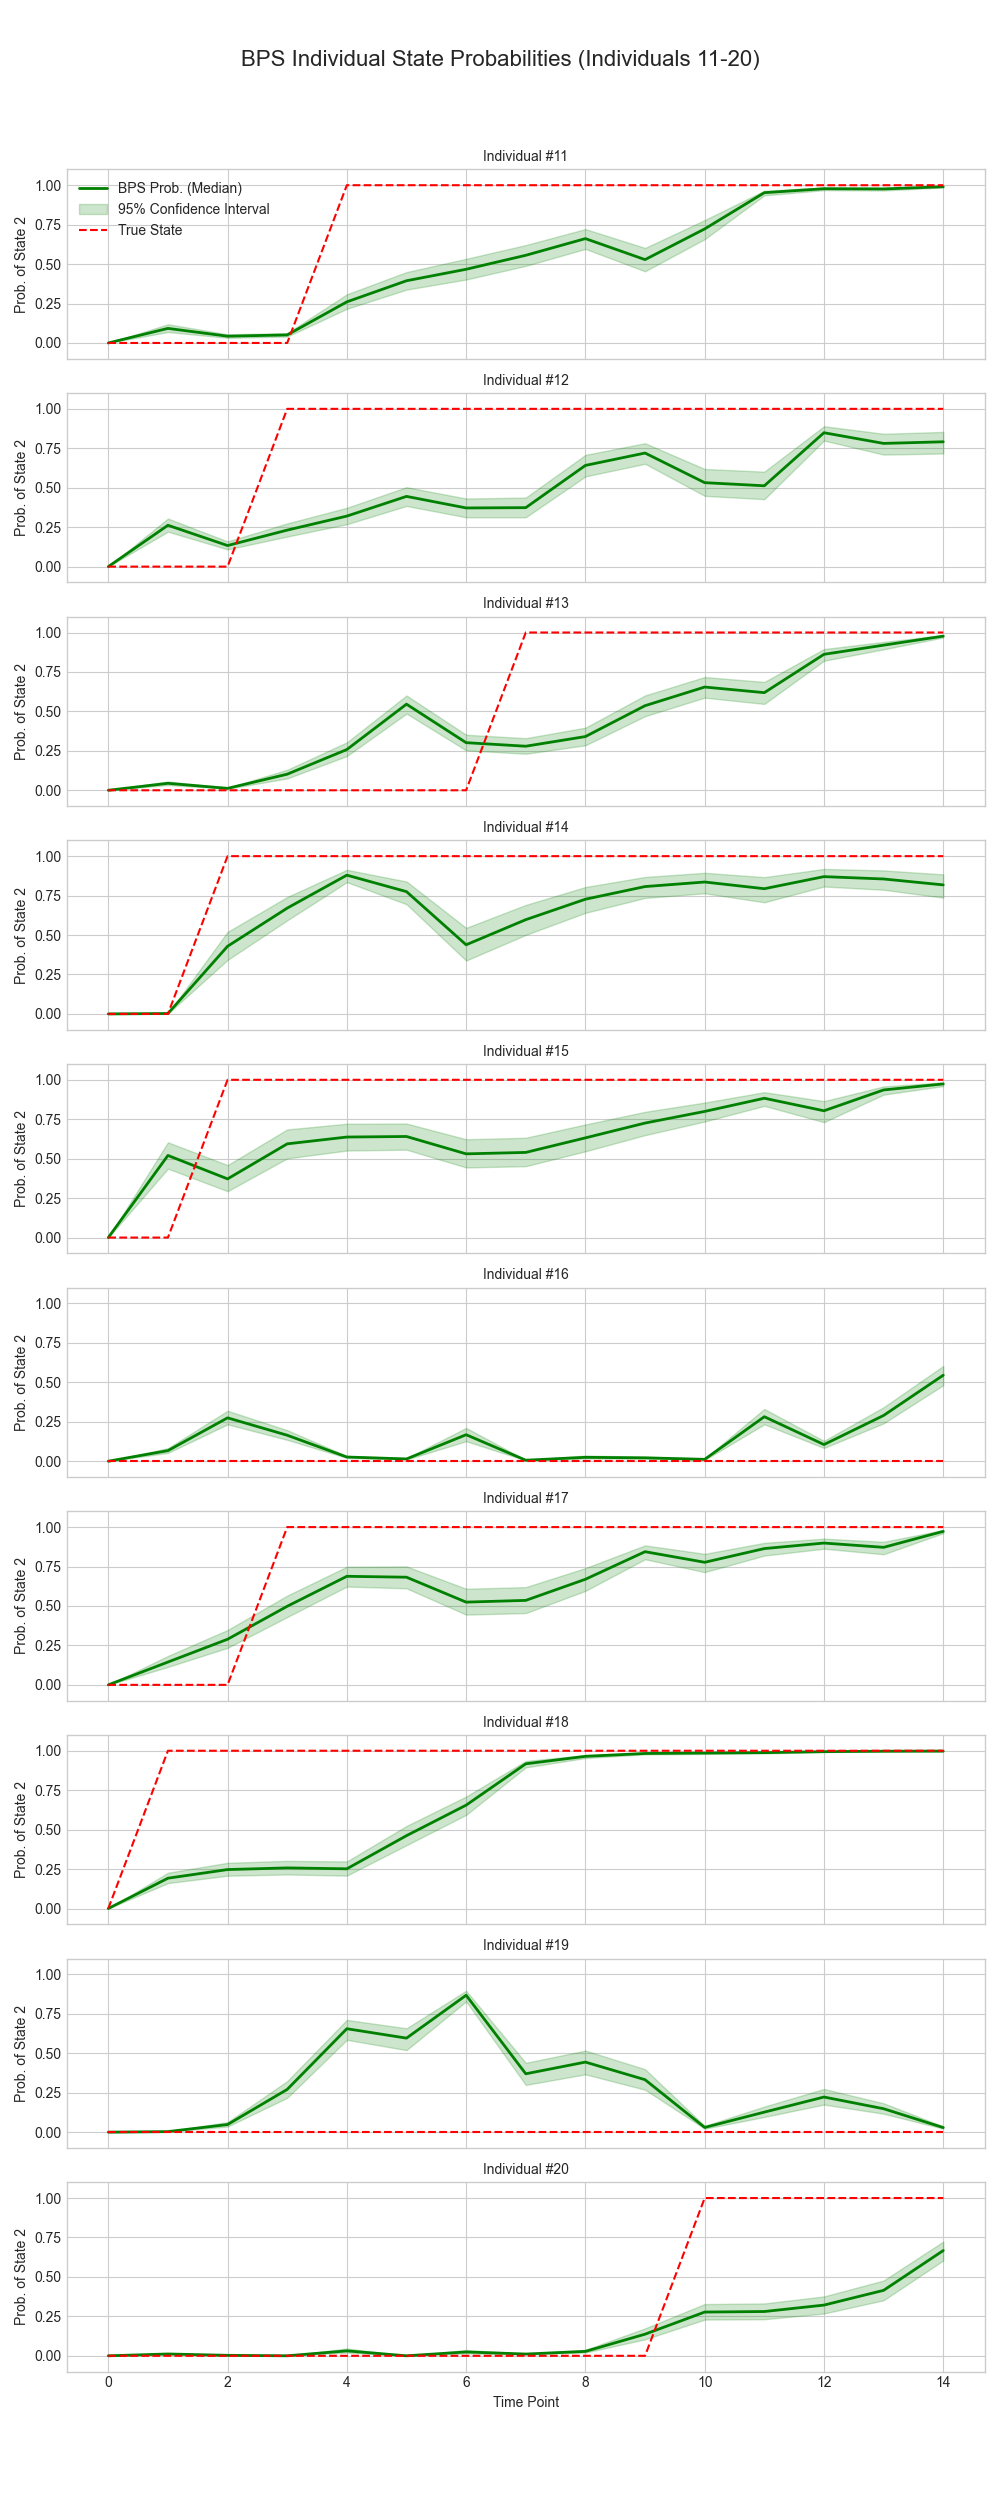 BPS Individual State Probabilities (Individuals 11-20)
Individual #11
1.00
0.75
0.50
0.25
0.00
Prob. of State 2
BPS Prob. (Median)
95% Confidence Interval
True State
Individual #12
1.00
0.75
0.50
0.25
0.00
Prob. of State 2
Individual #13
1.00
0.75
0.50
0.25
0.00
Prob. of State 2
Individual #14
1.00
0.75
0.50
0.25
0.00
Prob. of State 2
Individual #15
1.00
0.75
0.50
0.25
0.00
Prob. of State 2
Individual #16
1.00
0.75
0.50
0.25
0.00
Prob. of State 2
Individual #17
1.00
0.75
0.50
0.25
0.00
Prob. of State 2
Individual #18
1.00
0.75
0.50
0.25
0.00
Prob. of State 2
Individual #19
1.00
0.75
0.50
0.25
0.00
Prob. of State 2
Individual #20
1.00
0.75
0.50
0.25
0.00
Prob. of State 2
0 2 4 6 8 10 12 14
Time Point